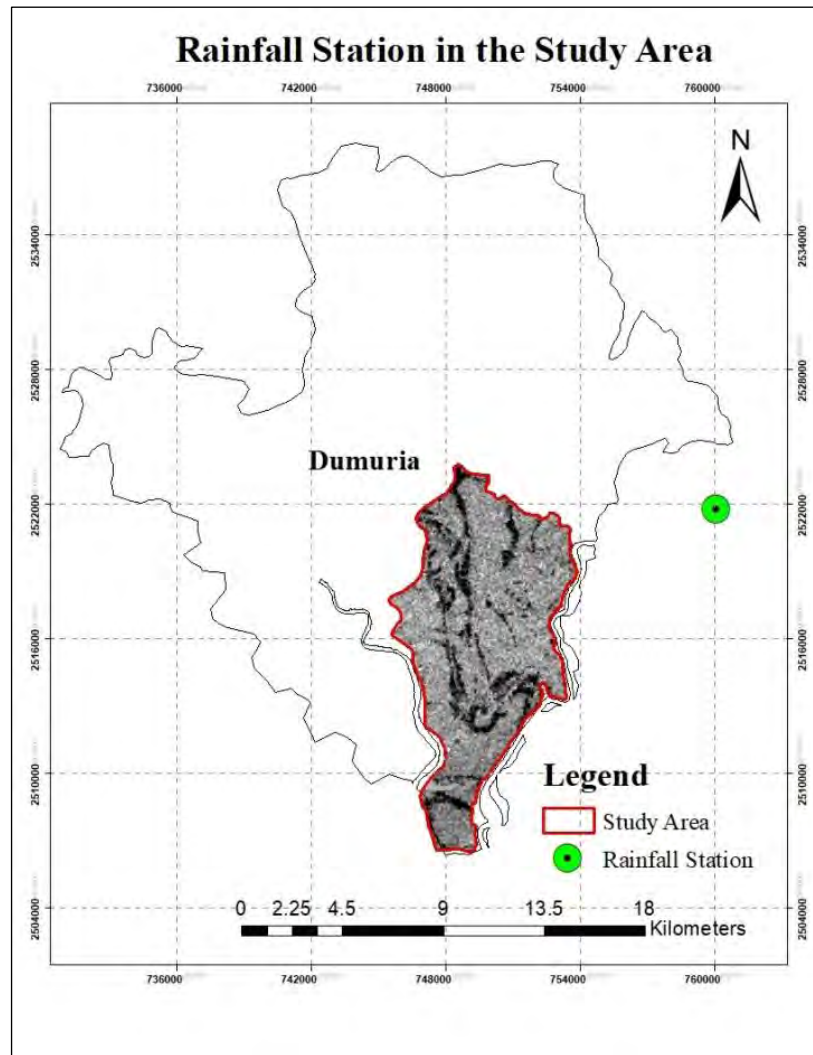 Rainfall Station in the Study Area
736000 742000 748000 754000 760000
N
2534000 2534000
2528000 2528000
Dumuria
2522000 2522000
2516000 2516000
2510000 2510000
Legend
Study Area
Rainfall Station
2504000 2504000
0 2.25 4.5 9 13.5 18
Kilometers
736000 742000 748000 754000 760000